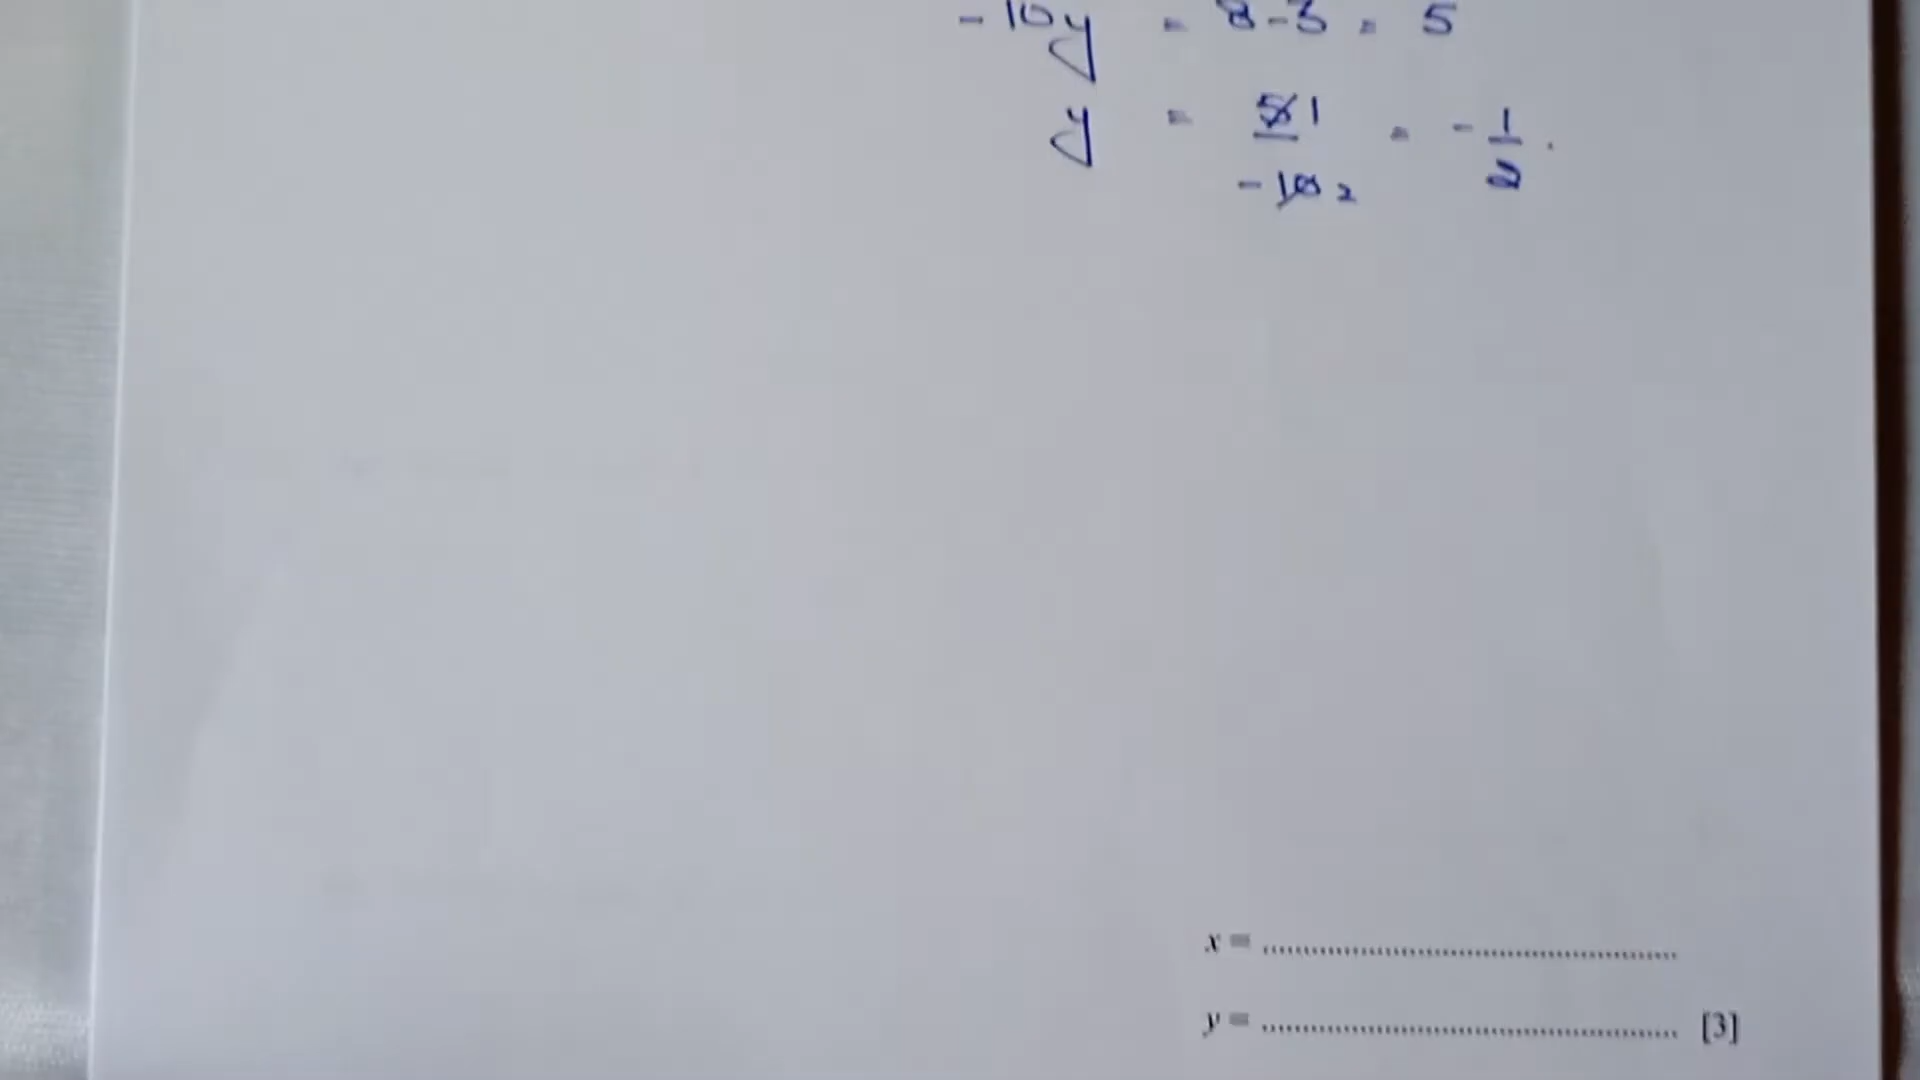 - 10y = 8 - 3 = 5
y = 5 1 / - 10 2 = - 1 / 2 .
x = ........................................
y = ........................................ [3]